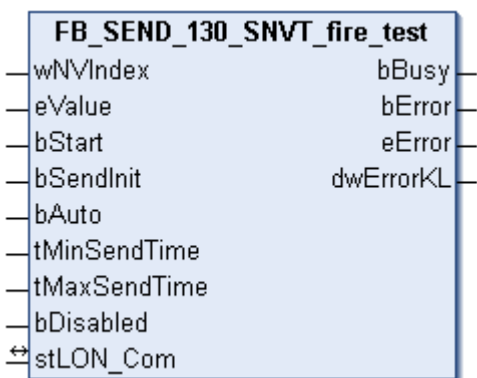 FB_SEND_130_SNVT_fire_test
wNVIndex bBusy
eValue bError
bStart eError
bSendInit dwErrorKL
bAuto
tMinSendTime
tMaxSendTime
bDisabled
stLON_Com